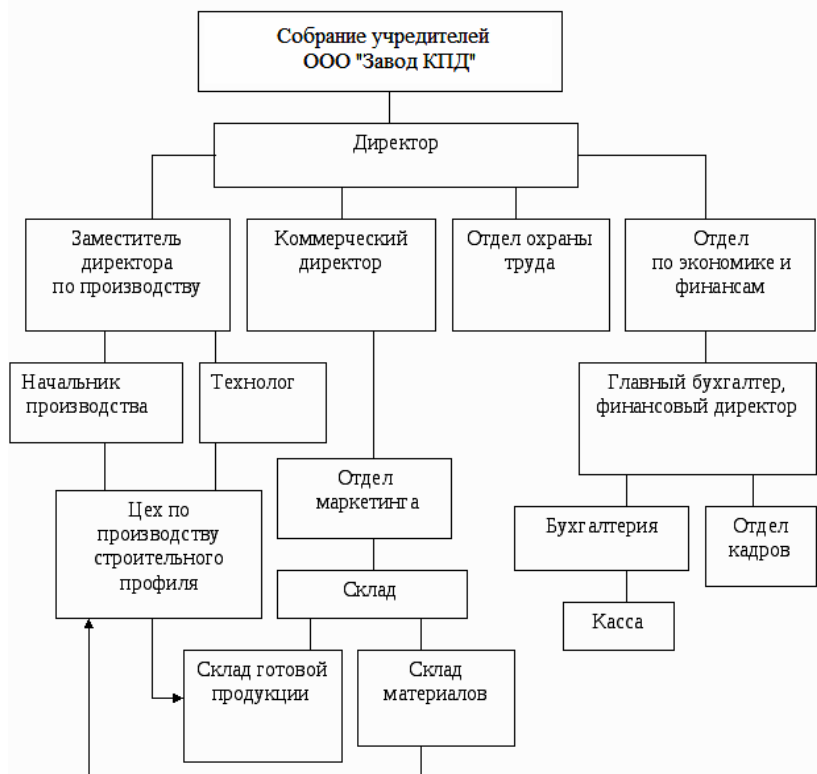 Собрание учредителей
ООО "Завод КПД"
Директор
Заместитель
директора
по производству
Коммерческий
директор
Отдел охраны
труда
Отдел
по экономике и
финансам
Начальник
производства
Технолог
Главный бухгалтер,
финансовый директор
Отдел
маркетинга
Цех по
производству
строительного
профиля
Бухгалтерия
Отдел
кадров
Склад
Касса
Склад готовой
продукции
Склад
материалов